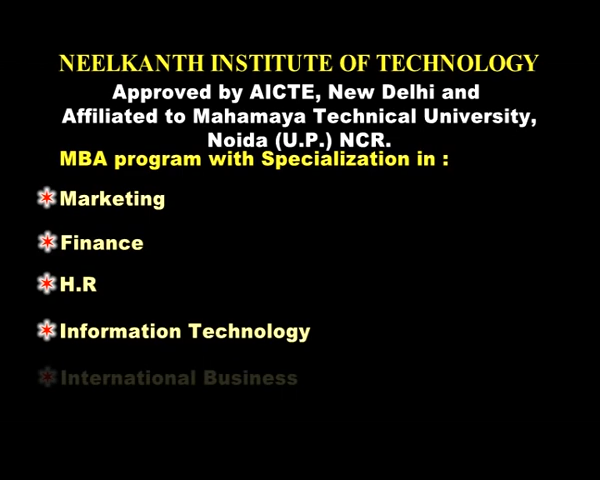 NEELKANTH INSTITUTE OF TECHNOLOGY
Approved by AICTE, New Delhi and
Affiliated to Mahamaya Technical University,
Noida (U.P.) NCR.
MBA program with Specialization in :
Marketing
Finance
H.R
Information Technology
International Business